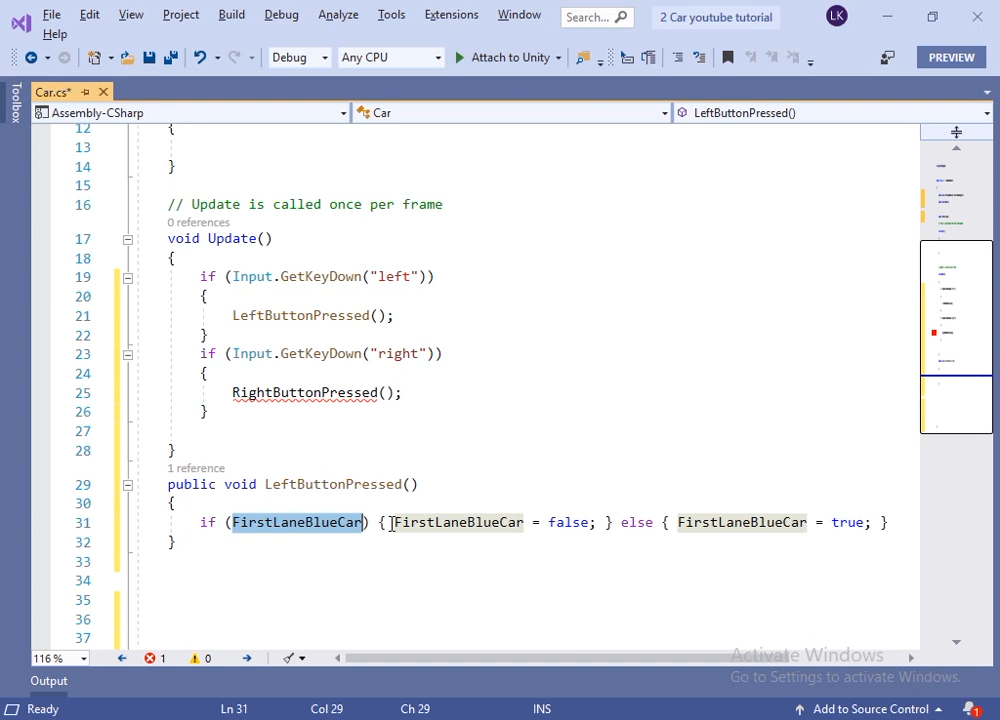 File Edit View Project Build Debug Analyze Tools Extensions Window Search... 2 Car youtube tutorial LK
Help
Debug Any CPU Attach to Unity PREVIEW
Toolbox
Car.cs*
Assembly-CSharp Car LeftButtonPressed()
12 {
13
14 }
15
16 // Update is called once per frame
0 references
17 void Update()
18 {
19 if (Input.GetKeyDown("left"))
20 {
21 LeftButtonPressed();
22 }
23 if (Input.GetKeyDown("right"))
24 {
25 RightButtonPressed();
26 }
27
28 }
1 reference
29 public void LeftButtonPressed()
30 {
31 if (FirstLaneBlueCar) { FirstLaneBlueCar = false; } else { FirstLaneBlueCar = true; }
32 }
33
34
35
36
37
116 % 1 0
Activate Windows
Go to Settings to activate Windows.
Output
Ready Ln 31 Col 29 Ch 29 INS Add to Source Control 1